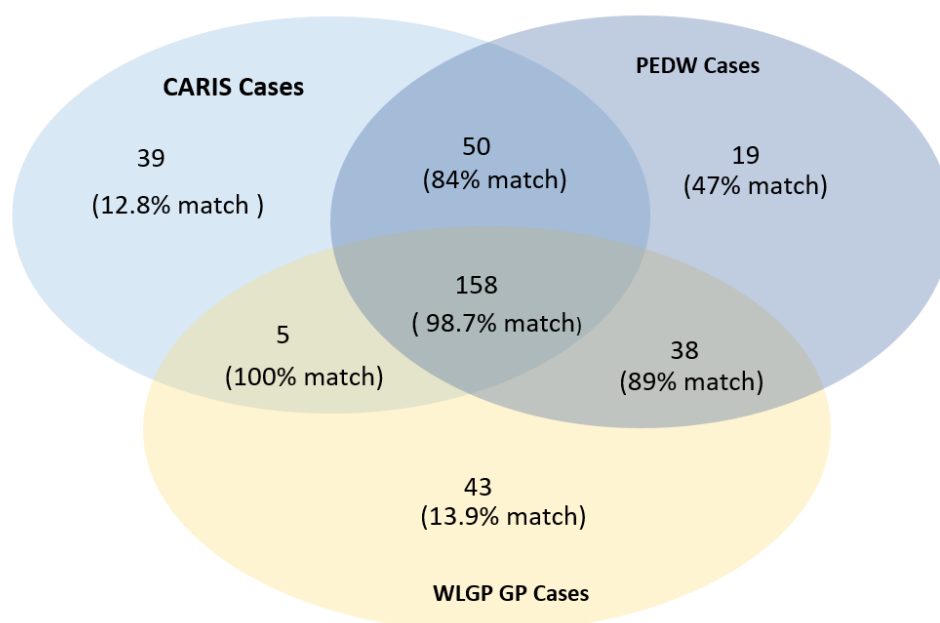 CARIS Cases
PEDW Cases
39
(12.8% match )
50
(84% match)
19
(47% match)
158
( 98.7% match)
5
(100% match)
38
(89% match)
43
(13.9% match)
WLGP GP Cases